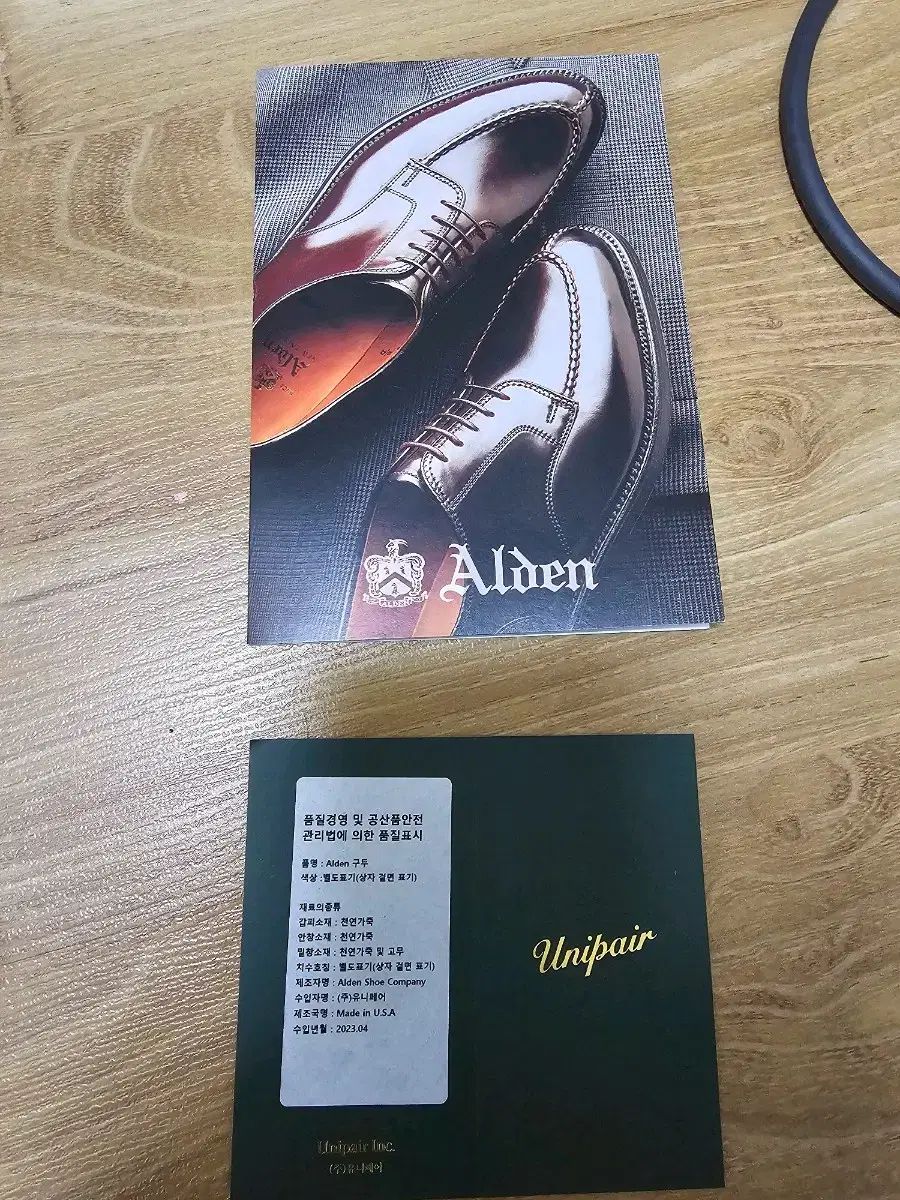 Alden
ALDEN
Alden
품질경영 및 공산품안전
관리법에 의한 품질표시
품명 : Alden 구두
색상 :별도표기(상자 겉면 표기)
재료의종류
갑피소재 : 천연가죽
안창소재 : 천연가죽
밑창소재 : 천연가죽 및 고무
치수호칭 : 별도표기(상자 겉면 표기)
제조자명 : Alden Shoe Company
수입자명 : (주)유니페어
제조국명 : Made in U.S.A
수입년월 : 2023.04
Unipair
Unipair Inc.
(주)유니페어